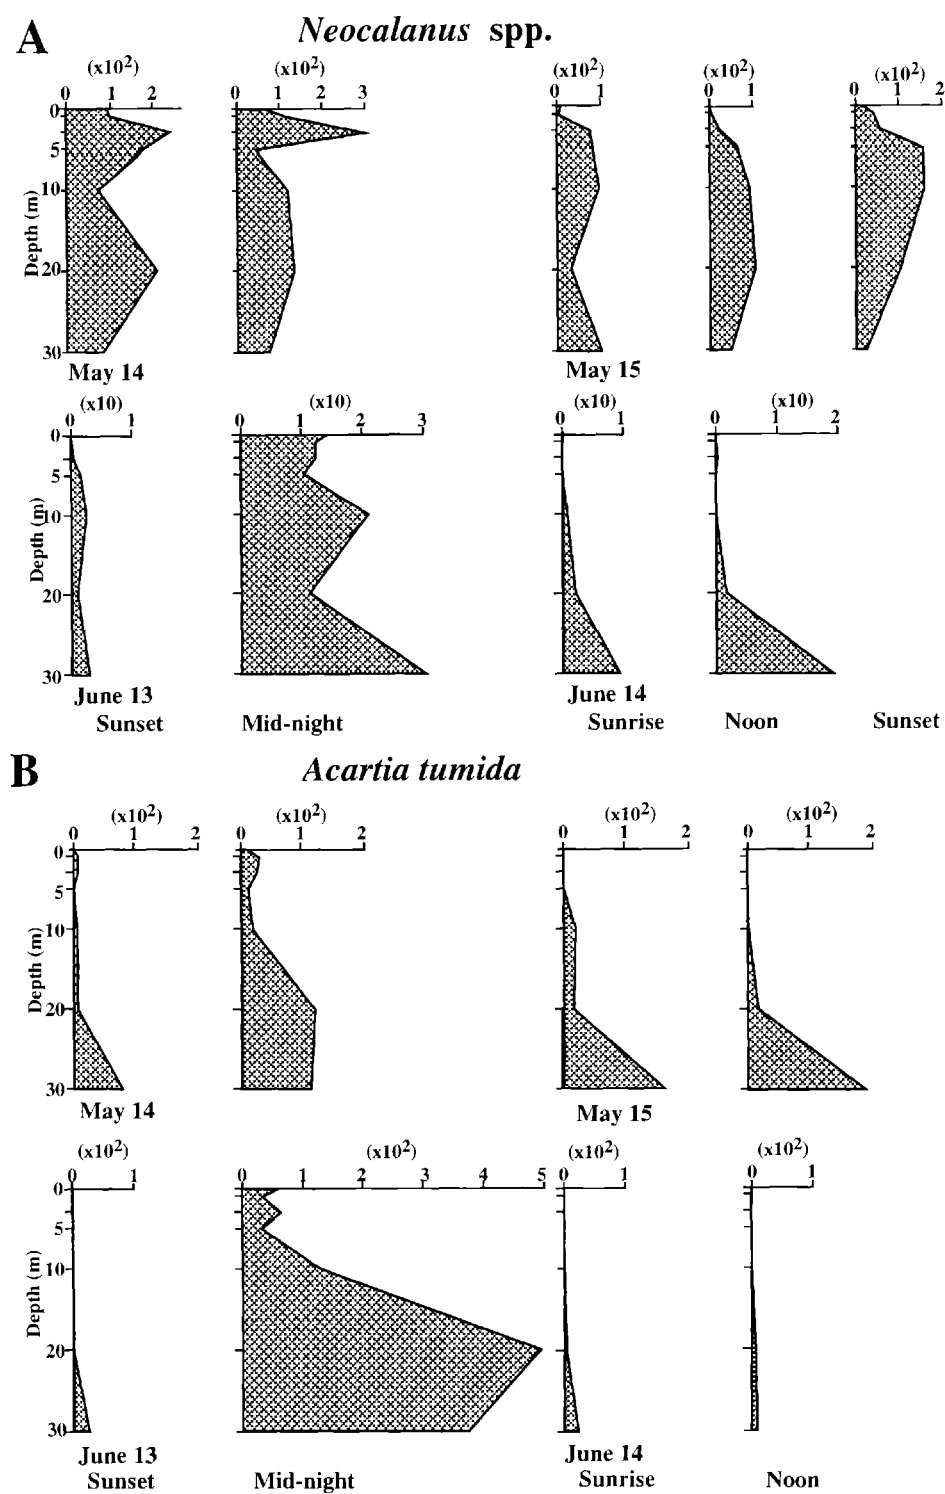 A
Neocalanus spp.
(x10²) (x10²) (x10²) (x10²) (x10²)
0 1 2 0 1 2 3 0 1 0 1 0 1 2
0
5
10
20
30
Depth (m)
May 14 May 15
(x10) (x10) (x10) (x10)
0 1 0 1 2 3 0 1 0 1 2
0
5
10
20
30
Depth (m)
June 13 June 14
Sunset Mid-night Sunrise Noon Sunset
B
Acartia tumida
(x10²) (x10²) (x10²) (x10²)
0 1 2 0 1 2 0 1 2 0 1 2
0
5
10
20
30
Depth (m)
May 14 May 15
(x10²) (x10²) (x10²) (x10²)
0 1 0 1 2 3 4 5 0 1 0 1
0
5
10
20
30
Depth (m)
June 13 June 14
Sunset Mid-night Sunrise Noon